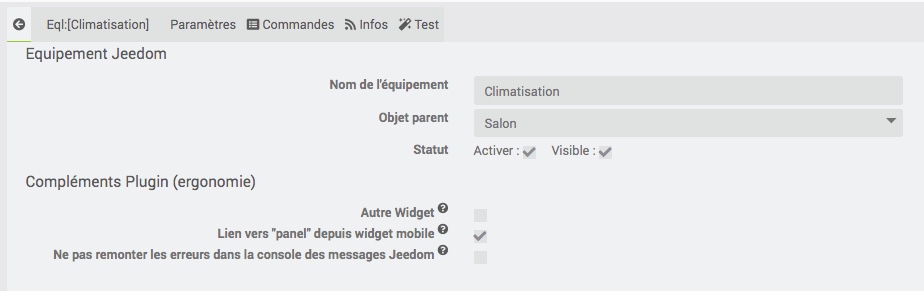 Eql:[Climatisation] Paramètres Commandes Infos Test
Equipement Jeedom
Nom de l'équipement Climatisation
Objet parent Salon
Statut Activer : Visible :
Compléments Plugin (ergonomie)
Autre Widget ?
Lien vers "panel" depuis widget mobile ?
Ne pas remonter les erreurs dans la console des messages Jeedom ?